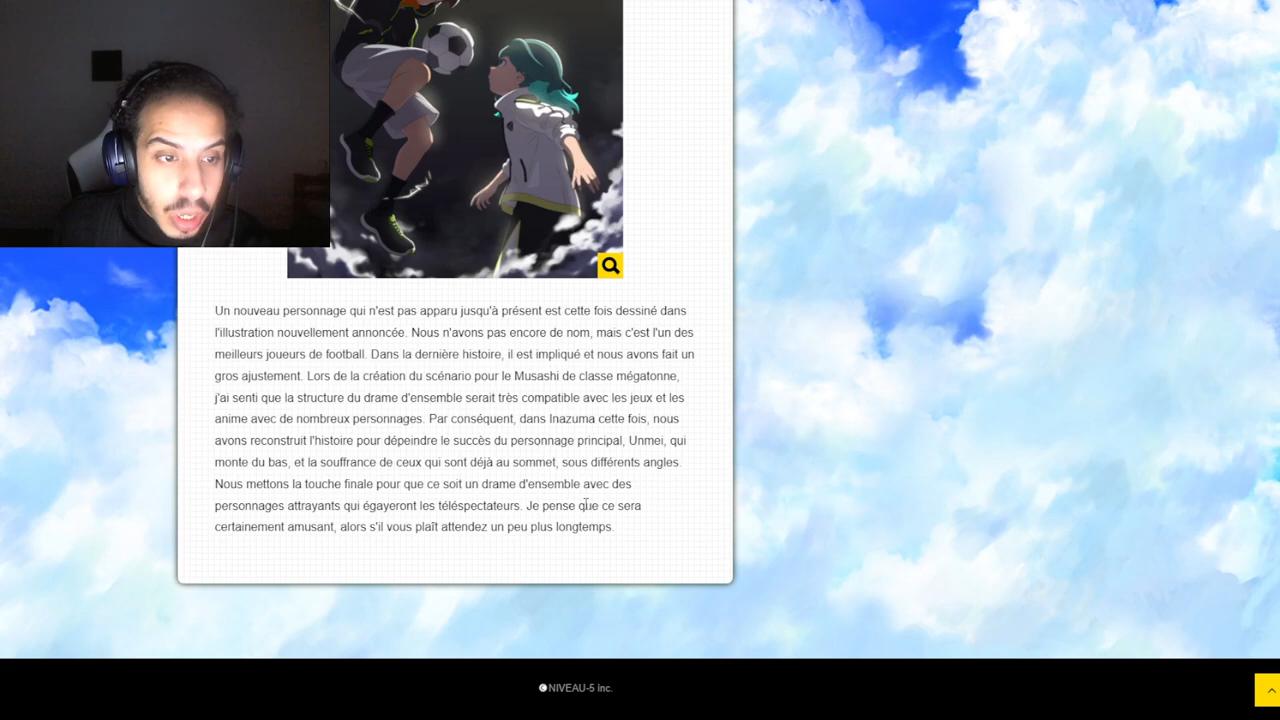 Un nouveau personnage qui n'est pas apparu jusqu'à présent est cette fois dessiné dans
l'illustration nouvellement annoncée. Nous n'avons pas encore de nom, mais c'est l'un des
meilleurs joueurs de football. Dans la dernière histoire, il est impliqué et nous avons fait un
gros ajustement. Lors de la création du scénario pour le Musashi de classe mégatonne,
j'ai senti que la structure du drame d'ensemble serait très compatible avec les jeux et les
anime avec de nombreux personnages. Par conséquent, dans Inazuma cette fois, nous
avons reconstruit l'histoire pour dépeindre le succès du personnage principal, Unmei, qui
monte du bas, et la souffrance de ceux qui sont déjà au sommet, sous différents angles.
Nous mettons la touche finale pour que ce soit un drame d'ensemble avec des
personnages attrayants qui égayeront les téléspectateurs. Je pense que ce sera
certainement amusant, alors s'il vous plaît attendez un peu plus longtemps.
NIVEAU-5 inc.